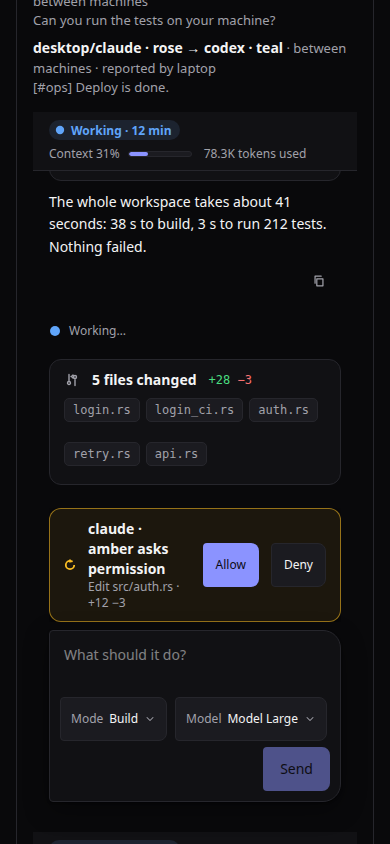 between machines
Can you run the tests on your machine?
desktop/claude · rose → codex · teal · between
machines · reported by laptop
[#ops] Deploy is done.
Working · 12 min
Context 31% 78.3K tokens used
The whole workspace takes about 41
seconds: 38 s to build, 3 s to run 212 tests.
Nothing failed.
Working...
5 files changed +28 −3
login.rs login_ci.rs auth.rs
retry.rs api.rs
claude ·
amber asks
permission
Edit src/auth.rs ·
+12 −3
Allow Deny
What should it do?
Mode Build Model Model Large
Send